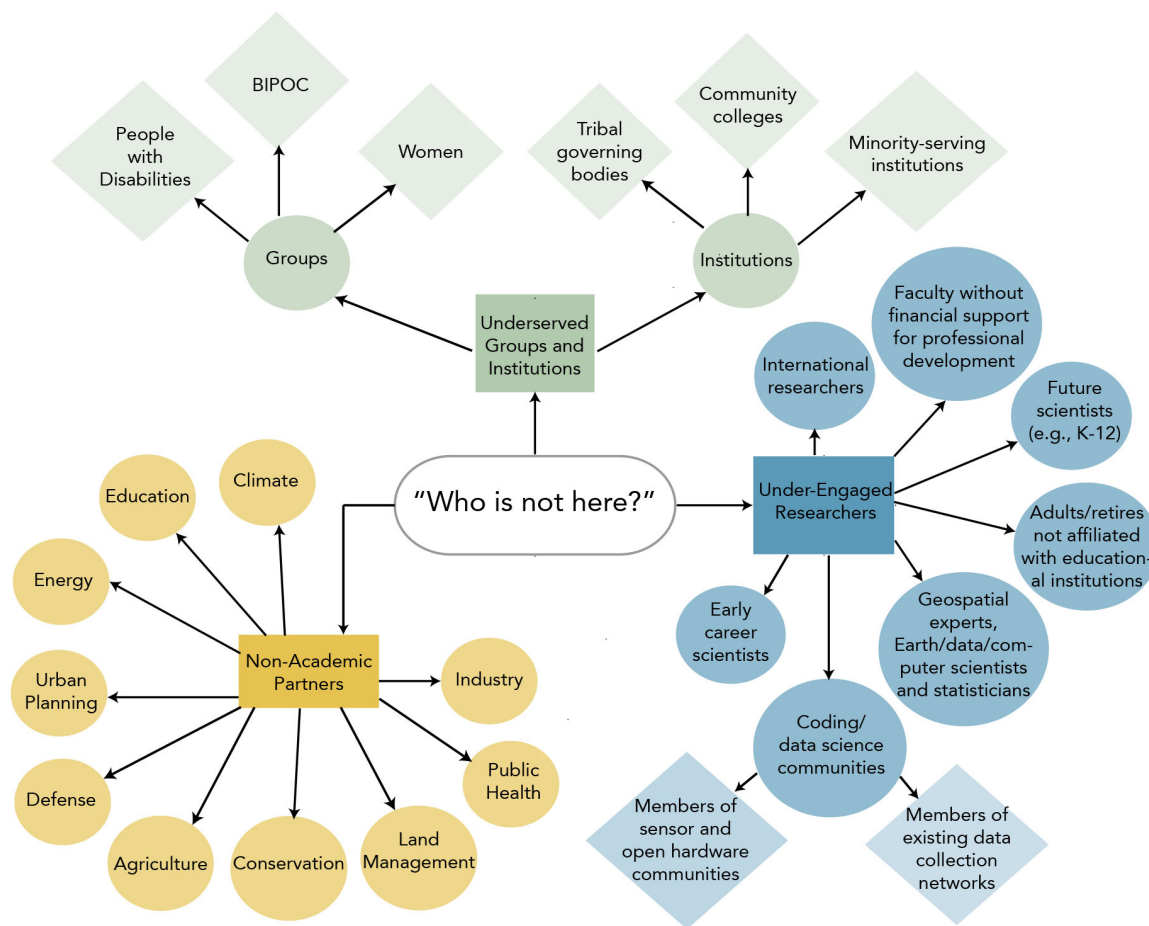 BIPOC
People
with
Disabilities
Women
Groups
Community
colleges
Tribal
governing
bodies
Minority-serving
institutions
Institutions
Underserved
Groups and
Institutions
Faculty without
financial support
for professional
development
International
researchers
Future
scientists
(e.g., K-12)
"Who is not here?"
Under-Engaged
Researchers
Adults/retires
not affiliated
with education-
al institutions
Early
career
scientists
Geospatial
experts,
Earth/data/com-
puter scientists
and statisticians
Coding/
data science
communities
Members of
sensor and
open hardware
communities
Members of
existing data
collection
networks
Climate
Education
Energy
Non-Academic
Partners
Industry
Urban
Planning
Defense
Agriculture
Conservation
Land
Management
Public
Health